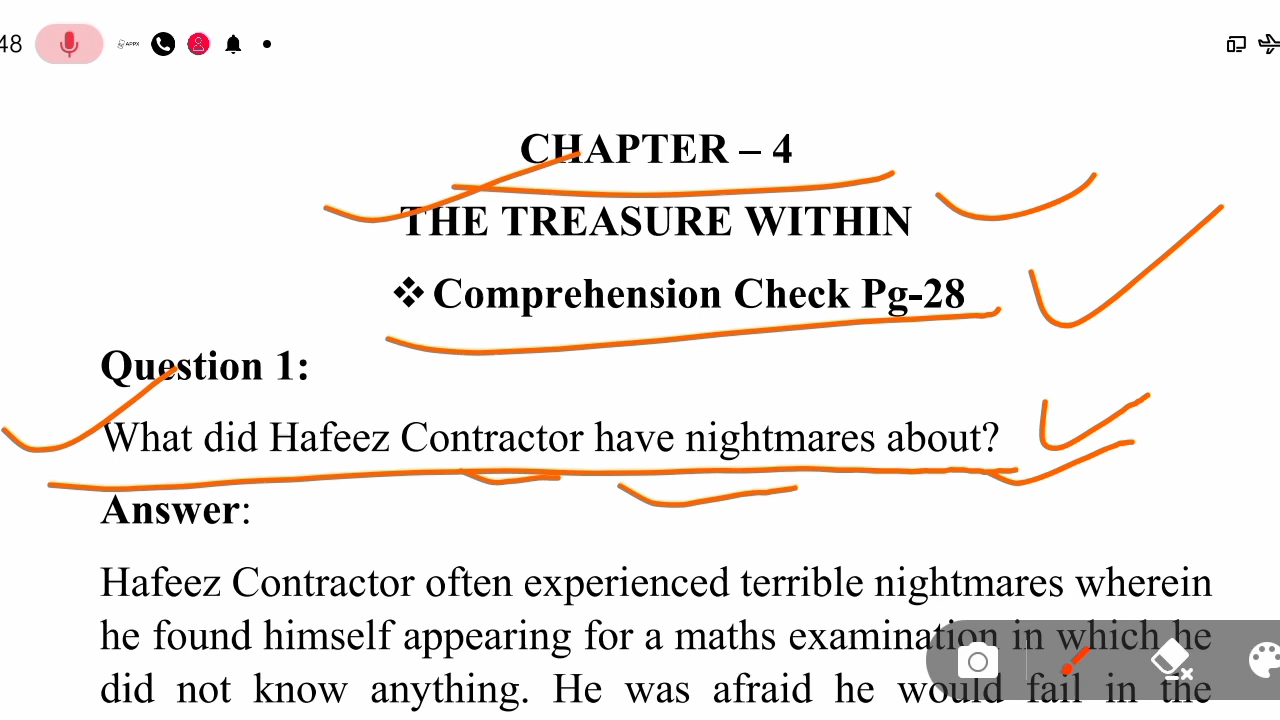 48
APPX
CHAPTER – 4
THE TREASURE WITHIN
❖ Comprehension Check Pg-28
Question 1:
What did Hafeez Contractor have nightmares about?
Answer:
Hafeez Contractor often experienced terrible nightmares wherein
he found himself appearing for a maths examination in which he
did not know anything. He was afraid he would fail in the